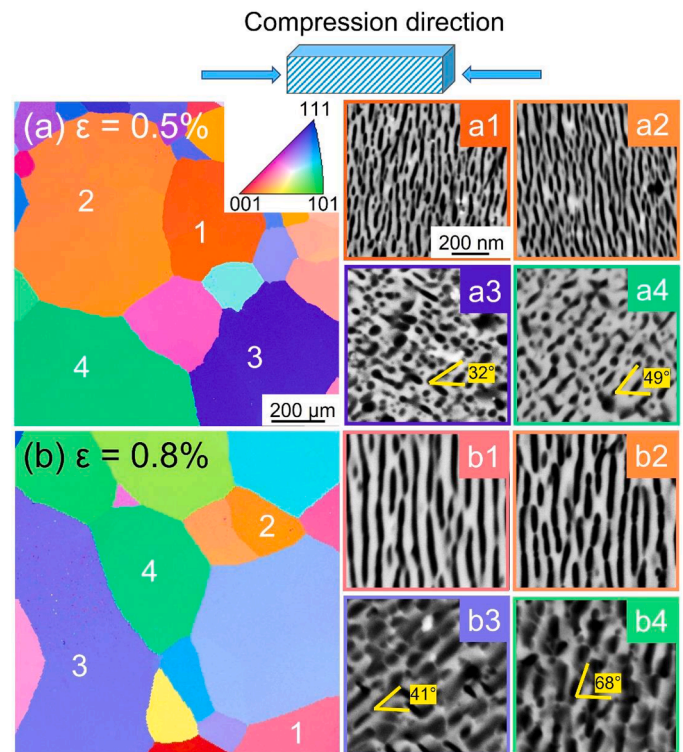 Compression direction
(a) ε = 0.5%
111
001
101
2
1
4
3
200 μm
a1
200 nm
a2
a3
32°
a4
49°
(b) ε = 0.8%
2
4
3
1
b1
b2
b3
41°
b4
68°